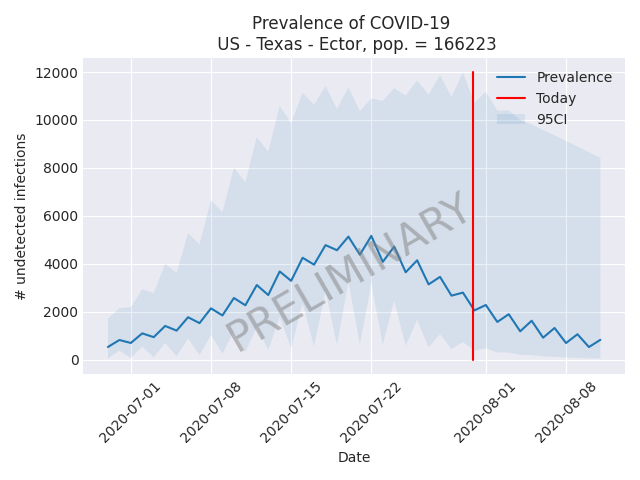 Prevalence of COVID-19
US - Texas - Ector, pop. = 166223
12000
10000
8000
6000
4000
2000
0
# undetected infections
Prevalence
Today
95CI
PRELIMINARY
2020-07-01
2020-07-08
2020-07-15
2020-07-22
2020-08-01
2020-08-08
Date